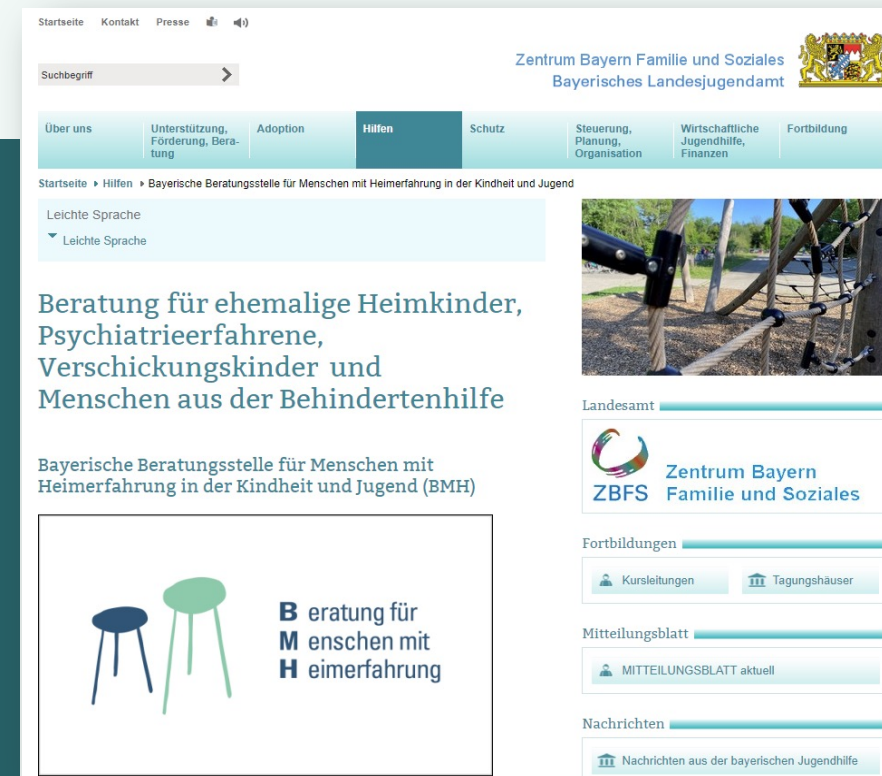 Startseite Kontakt Presse
Suchbegriff
Zentrum Bayern Familie und Soziales
Bayerisches Landesjugendamt
Über uns
Unterstützung,
Förderung, Bera-
tung
Adoption
Hilfen
Schutz
Steuerung,
Planung,
Organisation
Wirtschaftliche
Jugendhilfe,
Finanzen
Fortbildung
Startseite Hilfen Bayerische Beratungsstelle für Menschen mit Heimerfahrung in der Kindheit und Jugend
Leichte Sprache
Leichte Sprache
Beratung für ehemalige Heimkinder,
Psychiatrieerfahrene,
Verschickungskinder und
Menschen aus der Behindertenhilfe
Bayerische Beratungsstelle für Menschen mit
Heimerfahrung in der Kindheit und Jugend (BMH)
B eratung für
M enschen mit
H eimerfahrung
Landesamt
ZBFS
Zentrum Bayern
Familie und Soziales
Fortbildungen
Kursleitungen
Tagungshäuser
Mitteilungsblatt
MITTEILUNGSBLATT aktuell
Nachrichten
Nachrichten aus der bayerischen Jugendhilfe